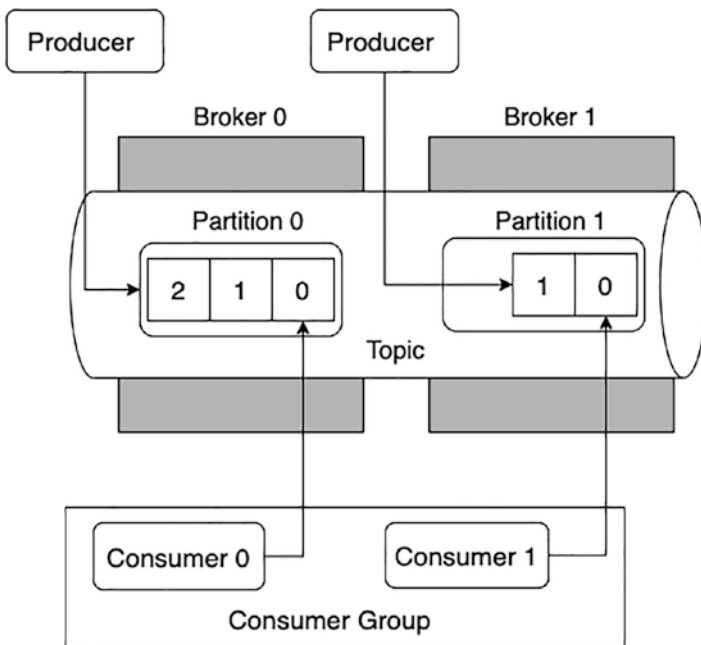 Producer
Producer
Broker 0
Broker 1
Partition 0
Partition 1
2 1 0
1 0
Topic
Consumer 0
Consumer 1
Consumer Group